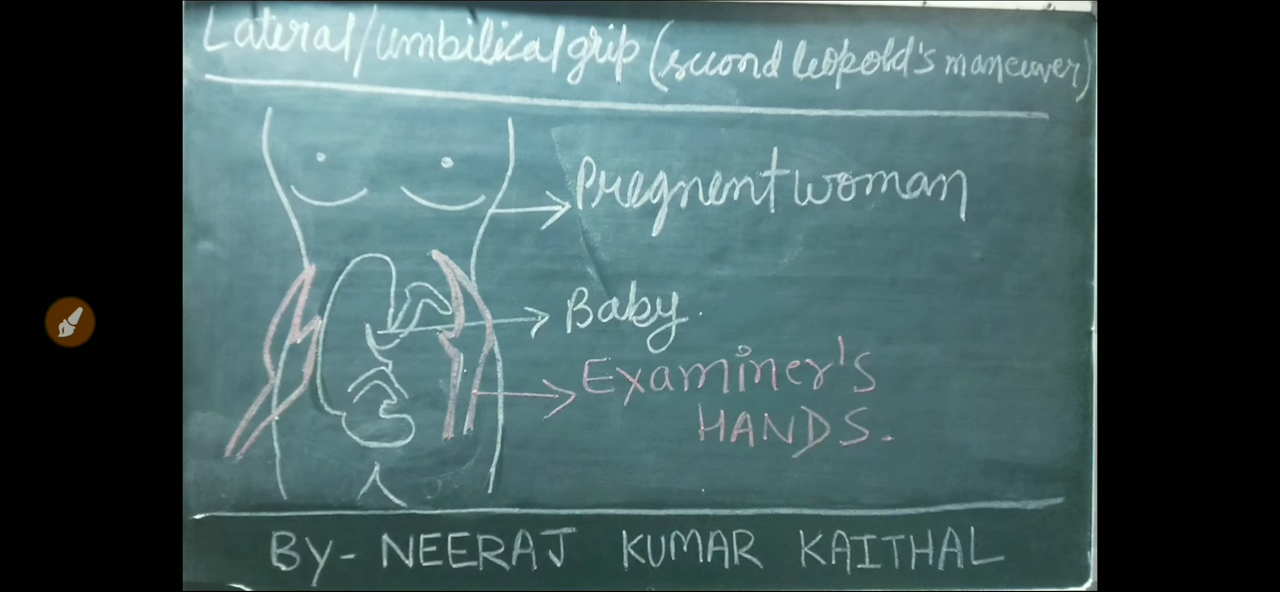 Lateral/umbilical grip (second leopold's maneuver)
Pregnent woman
Baby.
Examiner's
HANDS.
By- NEERAJ KUMAR KAITHAL